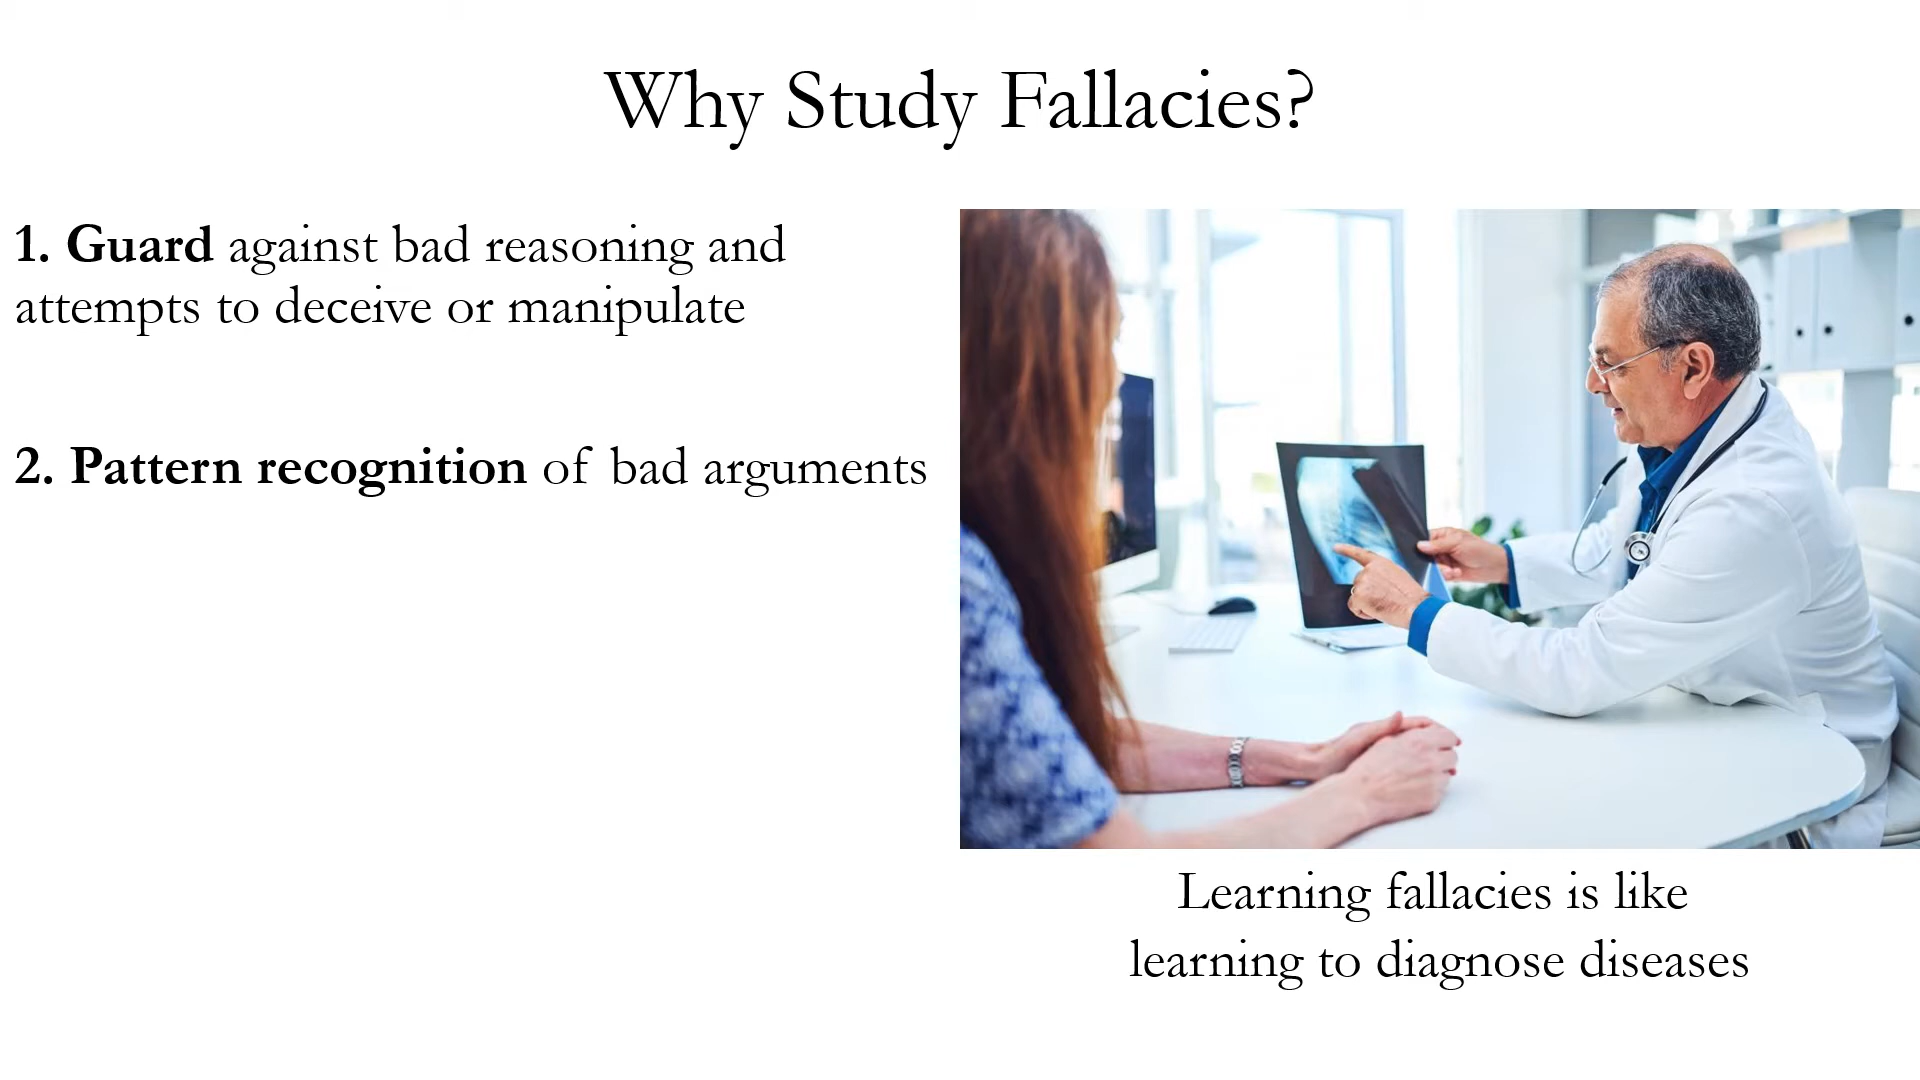 Why Study Fallacies?
1. Guard against bad reasoning and
attempts to deceive or manipulate
2. Pattern recognition of bad arguments
Learning fallacies is like
learning to diagnose diseases